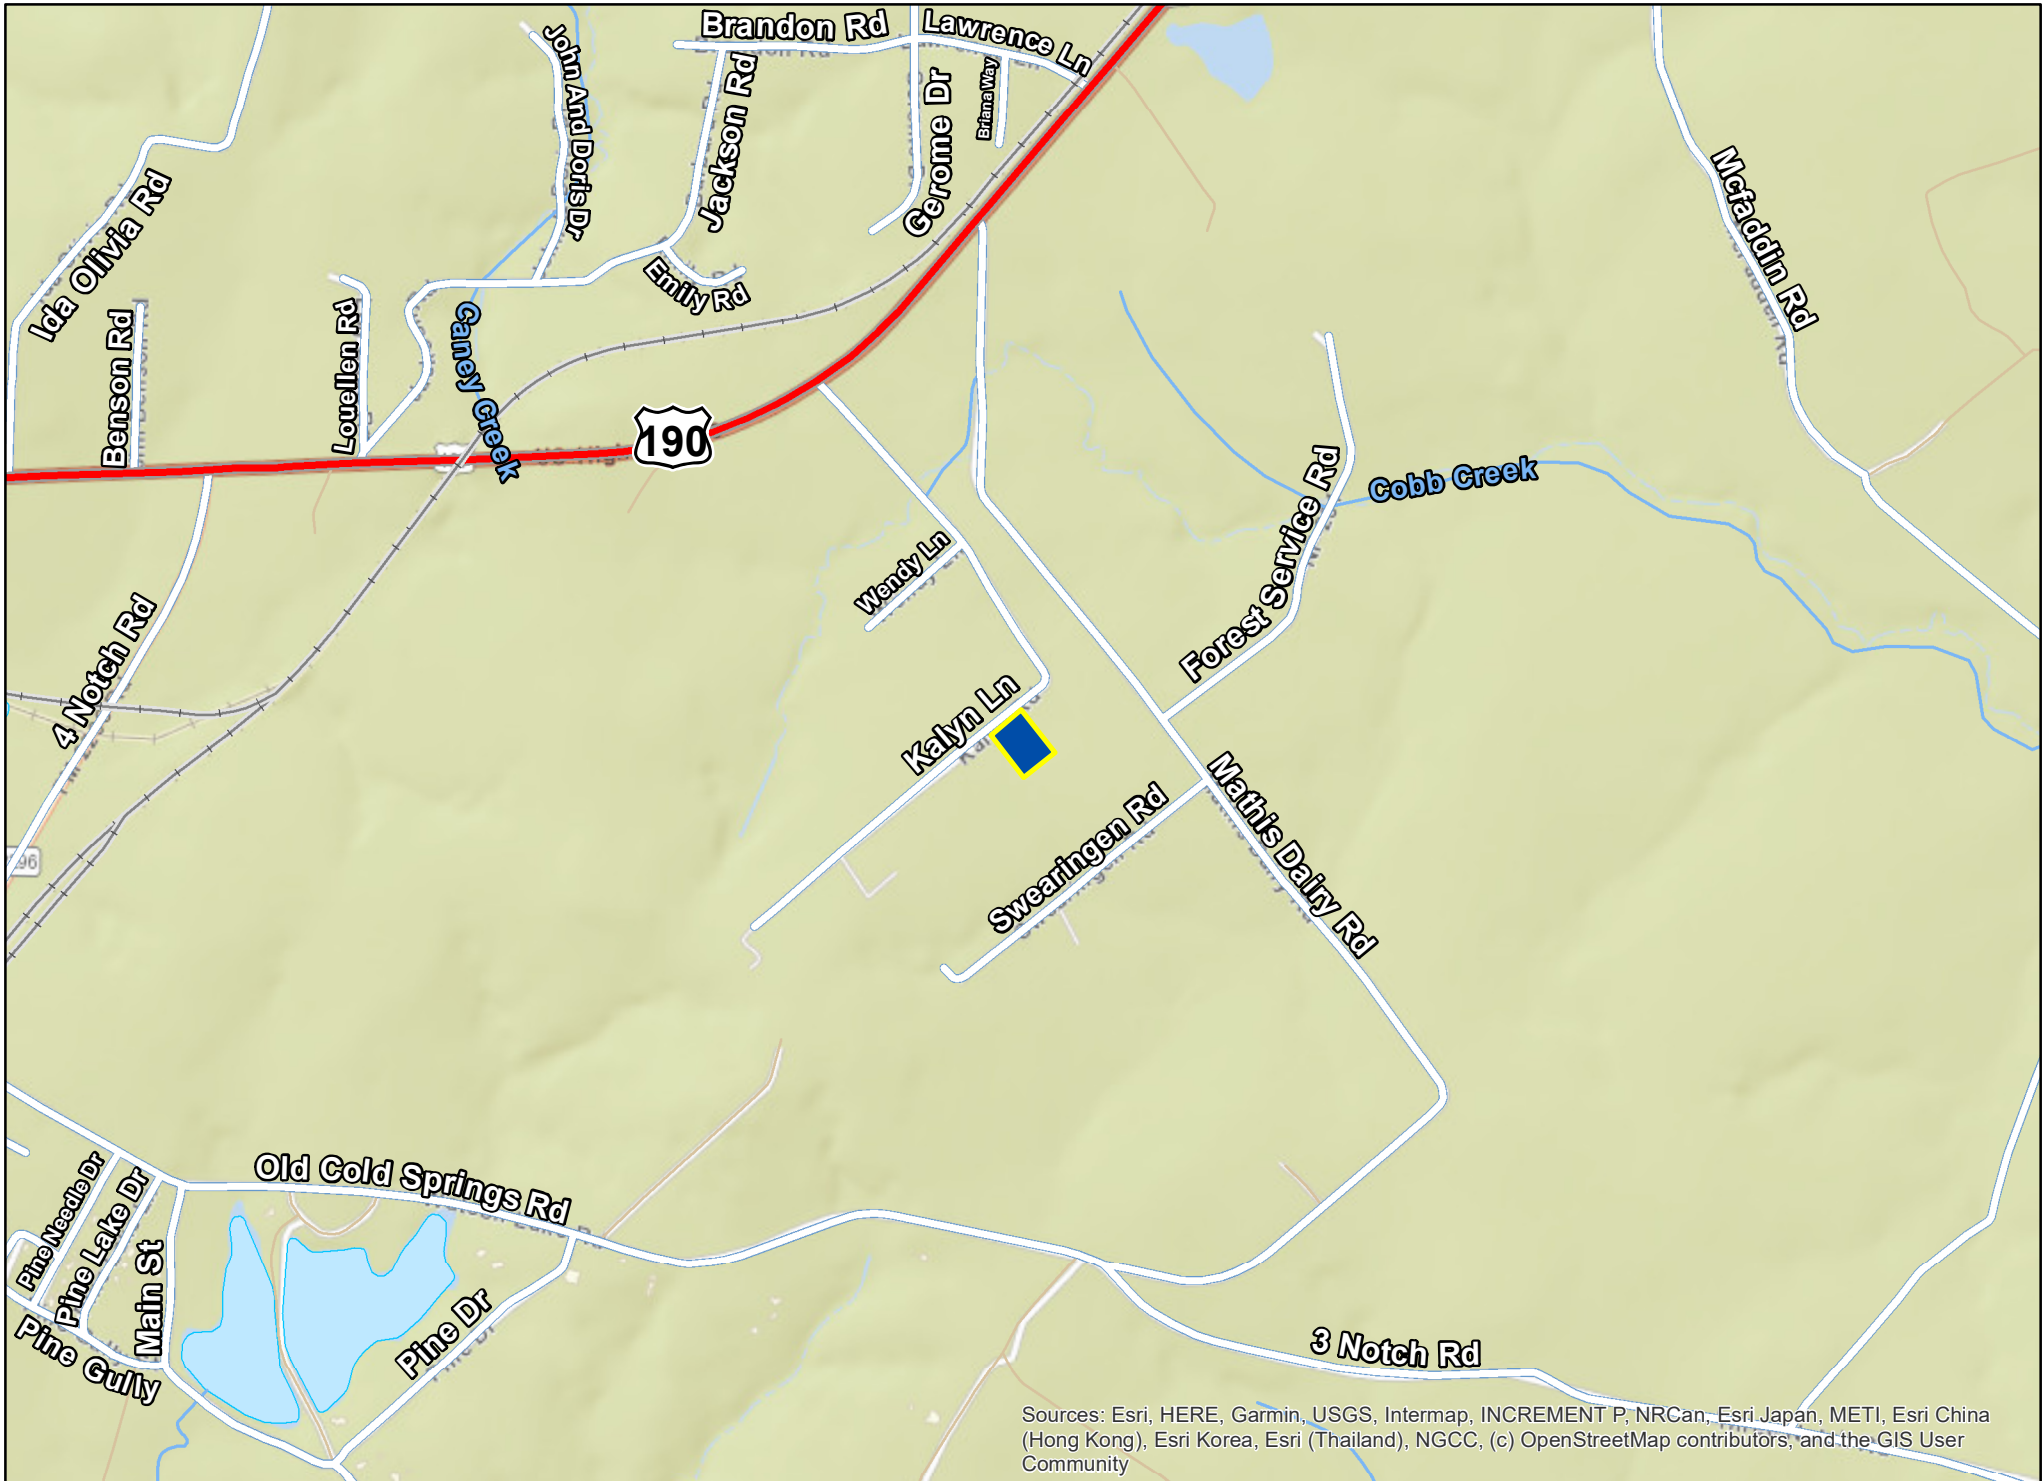 Brandon Rd
Lawrence Ln
John And Doris Dr
Jackson Rd
Gerome Dr
Briana Way
Ida Olivia Rd
Mcfaddin Rd
Emily Rd
Benson Rd
Louellen Rd
Caney Creek
190
Cobb Creek
Forest Service Rd
Wendy Ln
4 Notch Rd
Kalyn Ln
Mathis Dairy Rd
Swearingen Rd
96
Old Cold Springs Rd
Pine Needle Dr
Pine Lake Dr
Main St
Pine Dr
Pine Gully
3 Notch Rd
Sources: Esri, HERE, Garmin, USGS, Intermap, INCREMENT P, NRCan, Esri Japan, METI, Esri China
(Hong Kong), Esri Korea, Esri (Thailand), NGCC, (c) OpenStreetMap contributors, and the GIS User
Community